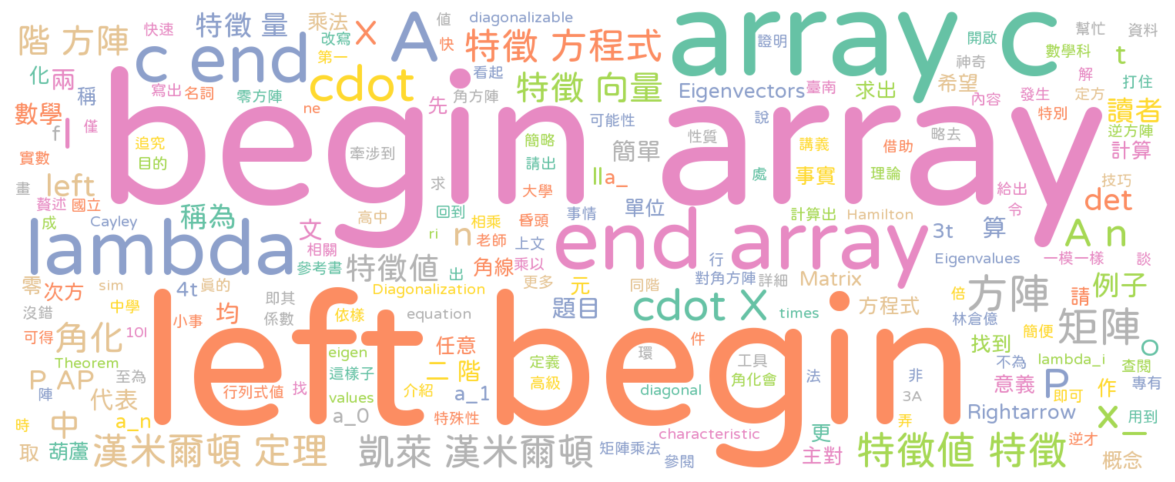 階 方陣
特徵 量
乘法
值
diagonalizable
快速
改寫
X
A
快
特徵 方程式
array c
證明
開啟
幫忙
資料
化
兩
c end
第一
看起
神奇
數學科
t
稱
寫出
名詞
零方陣
cdot
先
角方陣
特徵 向量
Eigenvectors
臺南
求出
希望
解
打住
數學
l
僅
f
ne
可能性
說
內容
發生
特別
定方
讀者
逆方陣
begin array
實數
追究
目的
牽涉到
簡略
性質
講義
借助
略去
計算
簡單
畫
left
求
請出
ll
a_
處
事實
理論
給出
技巧
贅述
國立
稱為
高中
大學
單位
令
det
成
Cayley
文
回到
相乘
昏頭
事情
計算出
Hamilton
ri
n
老師
上文
end array
3t
算
A n
lambda
相關
參考書
特徵值
出
角線
乘以
行
Eigenvalues
一模一樣
談
零
次方
sim
4t
真的
Diagonalization
更多
元
同階
對角方陣
詳細
Matrix
倍
方陣
請
例子
沒錯
中學
即其
小事
均
係數
依樣
equation
題目
cdot X
times
方程式
林倉億
簡便
可得
角化
10I
任意
件
找到
矩陣
。
Theorem
eigen
這樣子
left begin
二 階
定義
環
工具
不為
lambda_i
查閱
P AP
至為
values
介紹
高級
diagonal
角化會
法
非
意義
P
作
專有
陣
代表
行列式值
找
a_1
3A
即可
時
a_n
中
a_0
特殊性
弄
Rightarrow
x_
用到
取
葫蘆
漢米爾頓 定理
凱萊 漢米爾頓
矩陣乘法
characteristic
參閱
更
主對
特徵值 特徵
逆才
概念